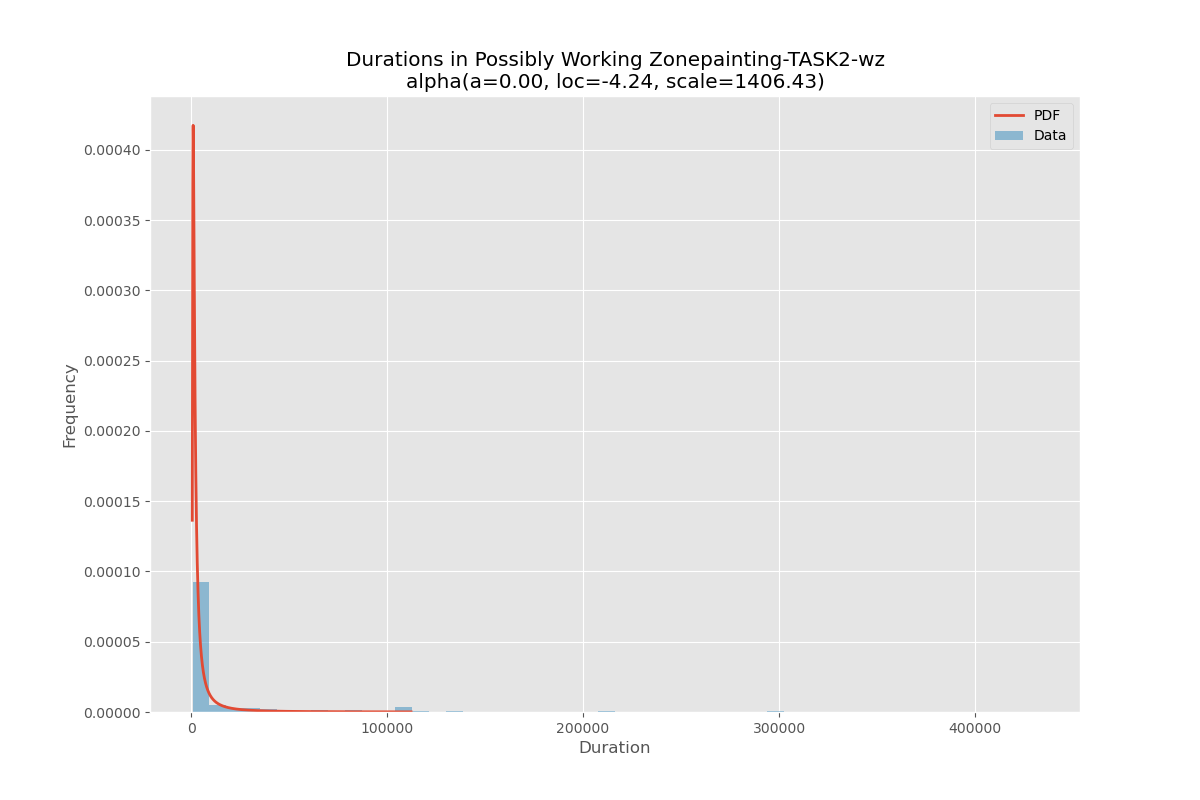 Durations in Possibly Working Zonepainting-TASK2-wz
alpha(a=0.00, loc=-4.24, scale=1406.43)
PDF
Data
0.00040
0.00035
0.00030
0.00025
0.00020
0.00015
0.00010
0.00005
0.00000
Frequency
0 100000 200000 300000 400000
Duration